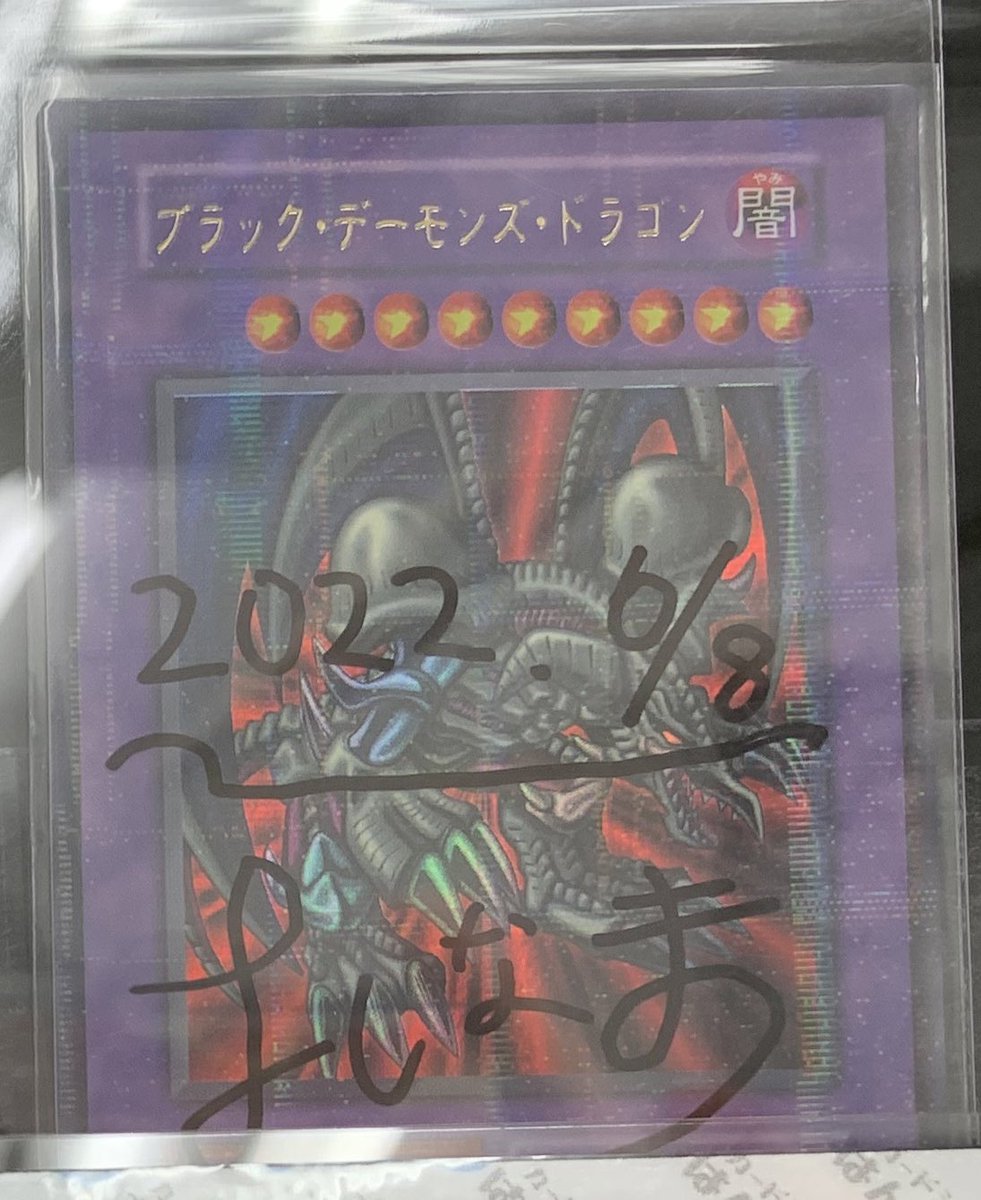 ブラック・デーモンズ・ドラゴン
やみ
闇
2022. 6/8